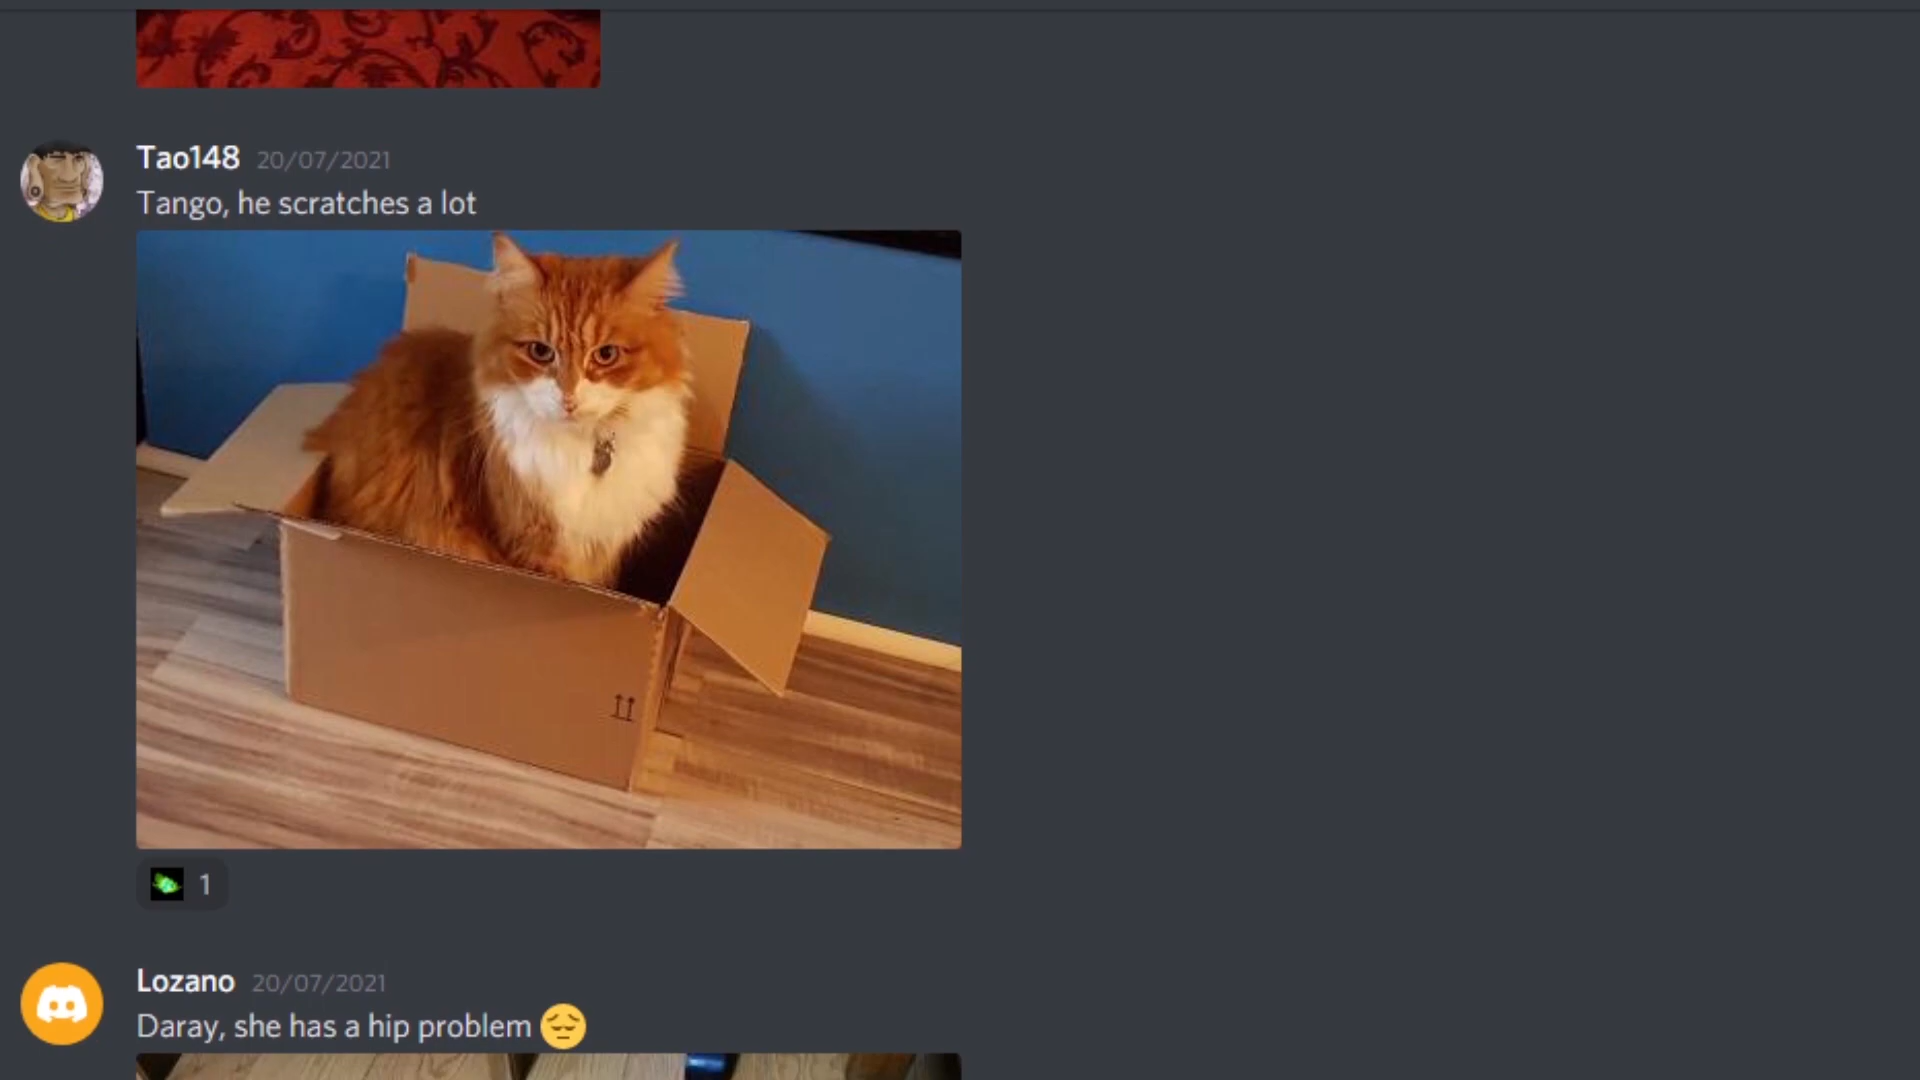 Tao148 20/07/2021
Tango, he scratches a lot
1
Lozano 20/07/2021
Daray, she has a hip problem 😔